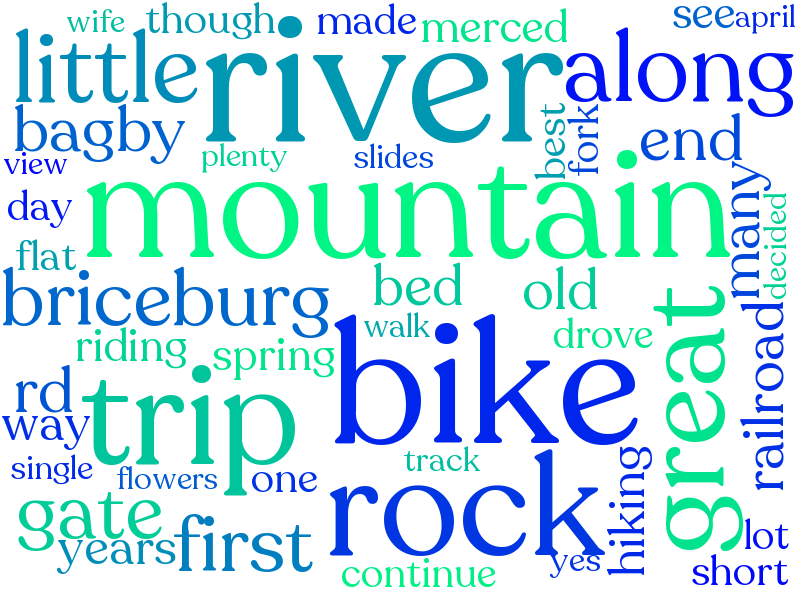 wife
though
made
merced
see
april
little
river
along
bagby
plenty
slides
best
fork
end
view
day
mountain
many
decided
flat
briceburg
bed
old
walk
drove
riding
spring
bike
great
railroad
rd
trip
way
single
flowers
one
track
rock
hiking
gate
years
first
continue
yes
lot
short